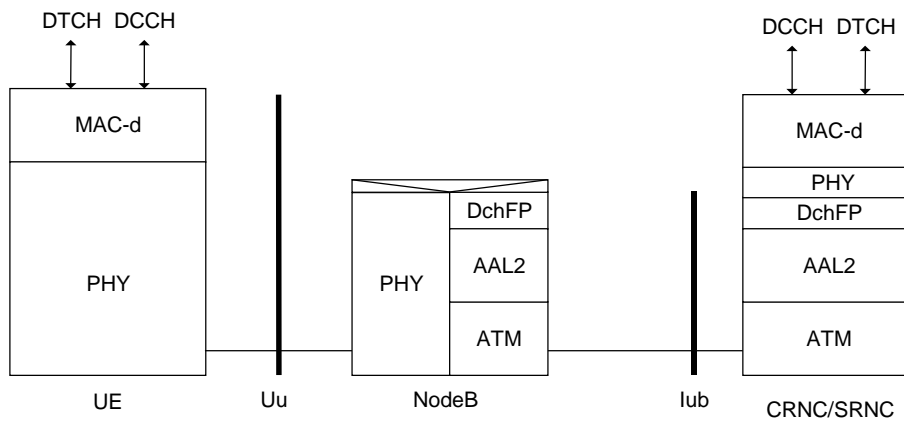 DTCH DCCH
DCCH DTCH
MAC-d
MAC-d
PHY
DchFP
DchFP
PHY
PHY
AAL2
AAL2
ATM
ATM
UE
Uu
NodeB
Iub
CRNC/SRNC